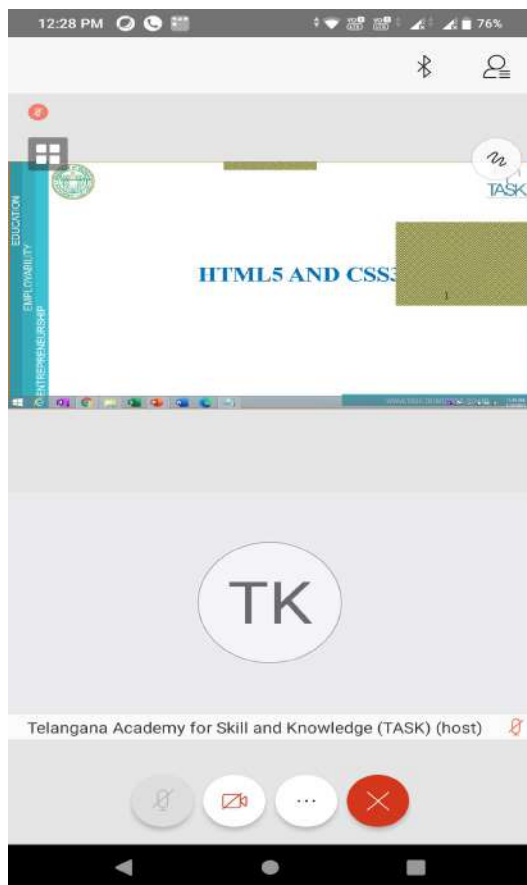 12:28 PM
76%
TASK
EDUCATION
EMPLOYABILITY
ENTREPRENEURSHIP
HTML5 AND CSS3
1
TK
Telangana Academy for Skill and Knowledge (TASK) (host)